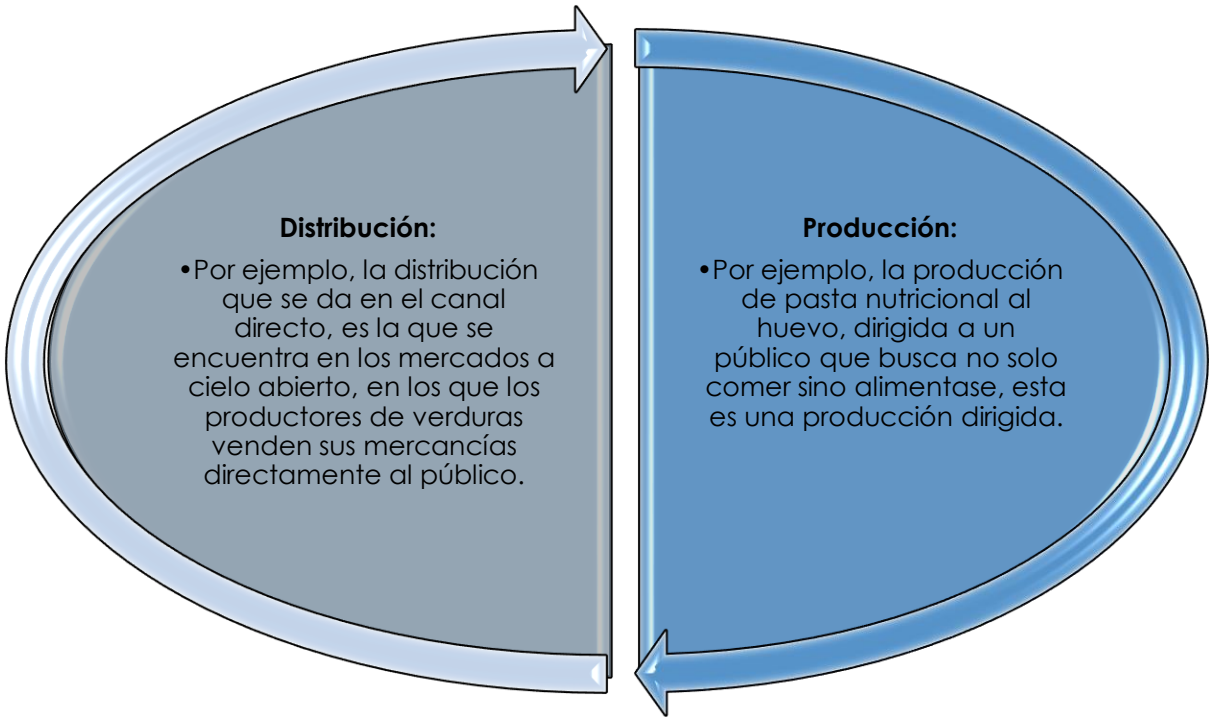 Distribución:
•Por ejemplo, la distribución
que se da en el canal
directo, es la que se
encuentra en los mercados a
cielo abierto, en los que los
productores de verduras
venden sus mercancías
directamente al público.
Producción:
•Por ejemplo, la producción
de pasta nutricional al
huevo, dirigida a un
público que busca no solo
comer sino alimentase, esta
es una producción dirigida.